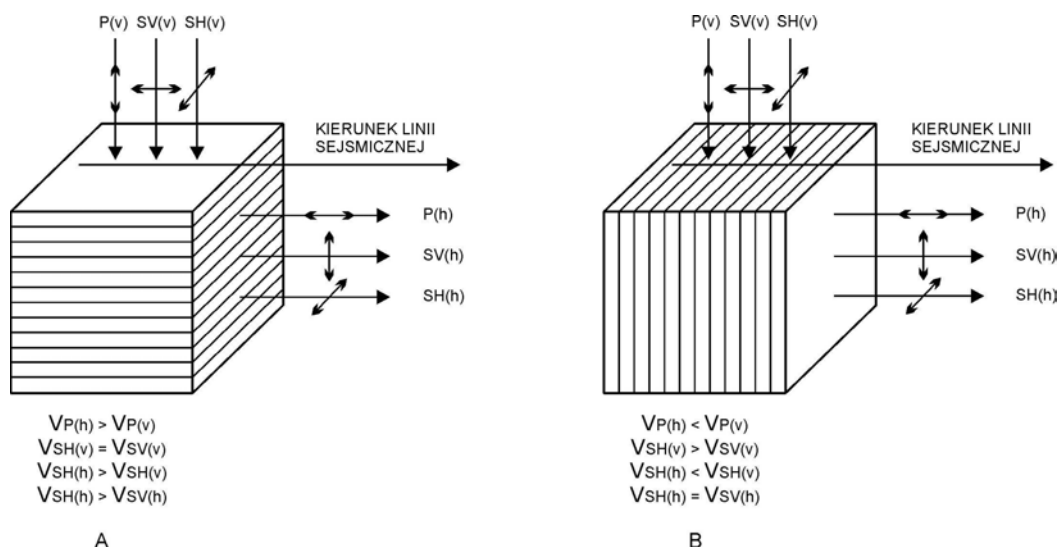 P(v) SV(v) SH(v)
KIERUNEK LINII
SEJSMICZNEJ
P(h)
SV(h)
SH(h)
VP(h) > VP(v)
VSH(v) = VSV(v)
VSH(h) > VSH(v)
VSH(h) > VSV(h)
A
P(v) SV(v) SH(v)
KIERUNEK LINII
SEJSMICZNEJ
P(h)
SV(h)
SH(h)
VP(h) < VP(v)
VSH(v) > VSV(v)
VSH(h) < VSH(v)
VSH(h) = VSV(h)
B